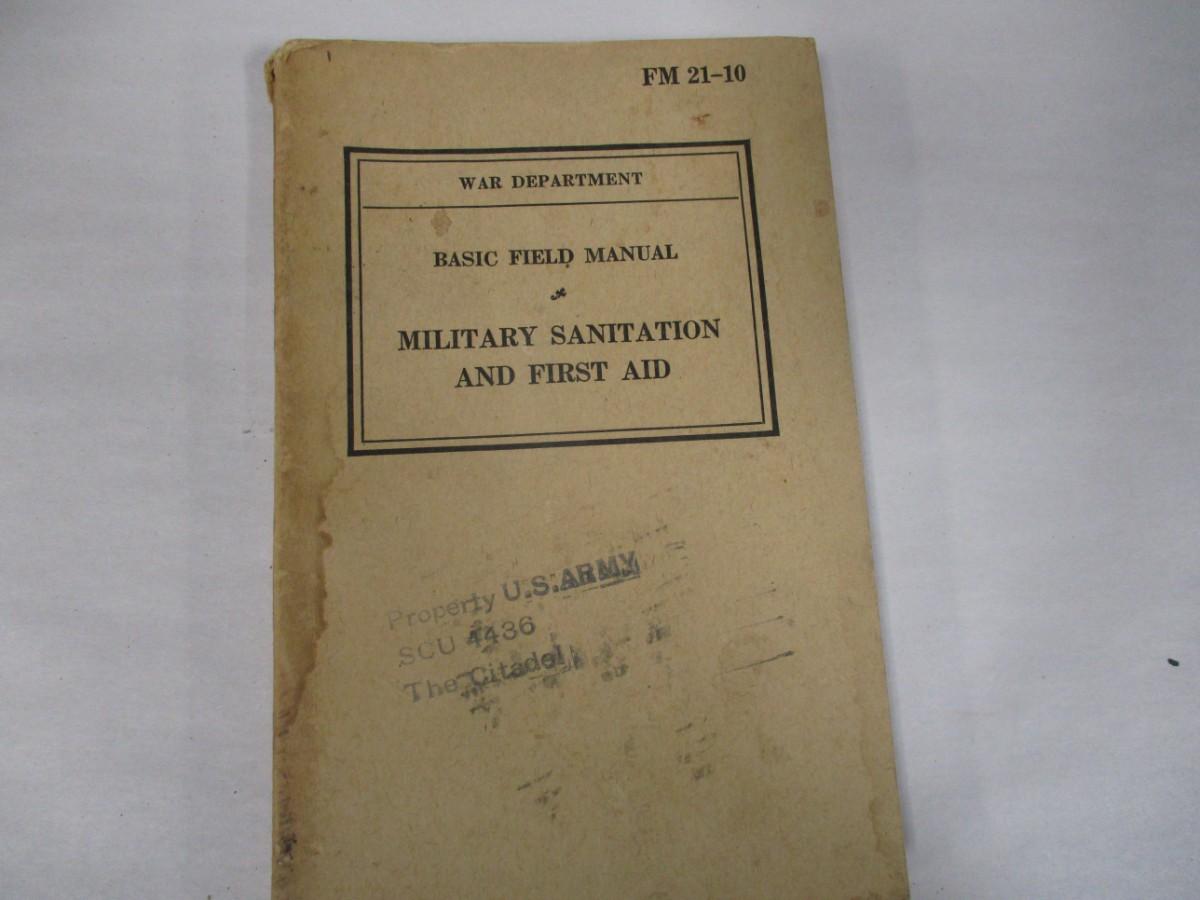 FM 21–10
WAR DEPARTMENT
BASIC FIELD MANUAL
MILITARY SANITATION
AND FIRST AID
Property U.S. ARMY
SCU 4436
The Citadel